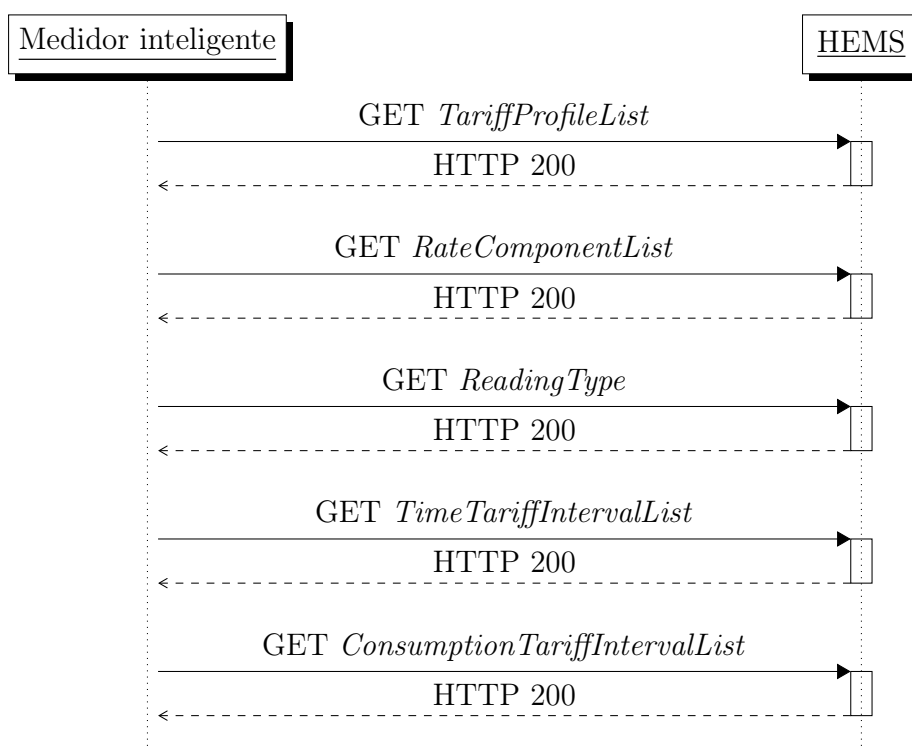 Medidor inteligente
HEMS
GET TariffProfileList
HTTP 200
GET RateComponentList
HTTP 200
GET ReadingType
HTTP 200
GET TimeTariffIntervalList
HTTP 200
GET ConsumptionTariffIntervalList
HTTP 200